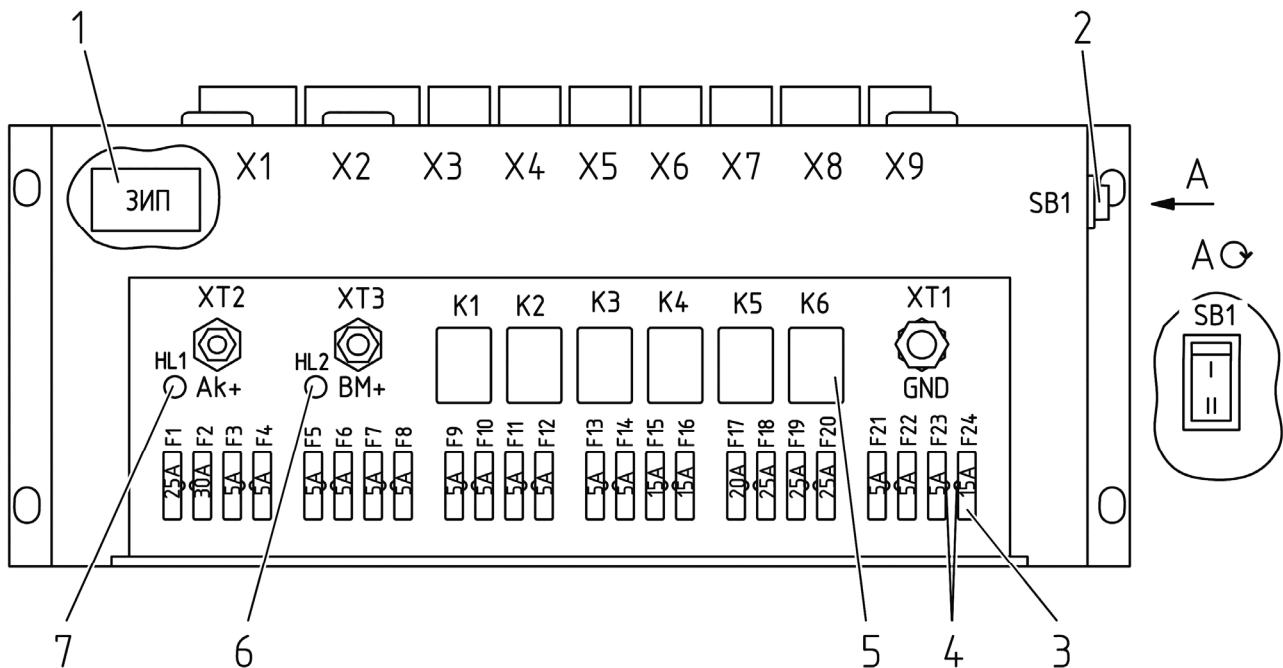 1
2
X1 X2 X3 X4 X5 X6 X7 X8 X9
ЗИП
SB1
A
A
SB1
I
II
XT2 XT3 K1 K2 K3 K4 K5 K6 XT1
HL1 Ak+ HL2 BM+ GND
F1 F2 F3 F4 F5 F6 F7 F8 F9 F10 F11 F12 F13 F14 F15 F16 F17 F18 F19 F20 F21 F22 F23 F24
25A 30A 5A 5A 5A 5A 5A 5A 5A 5A 5A 5A 5A 5A 15A 15A 20A 25A 25A 25A 5A 5A 5A 15A
7 6 5 4 3